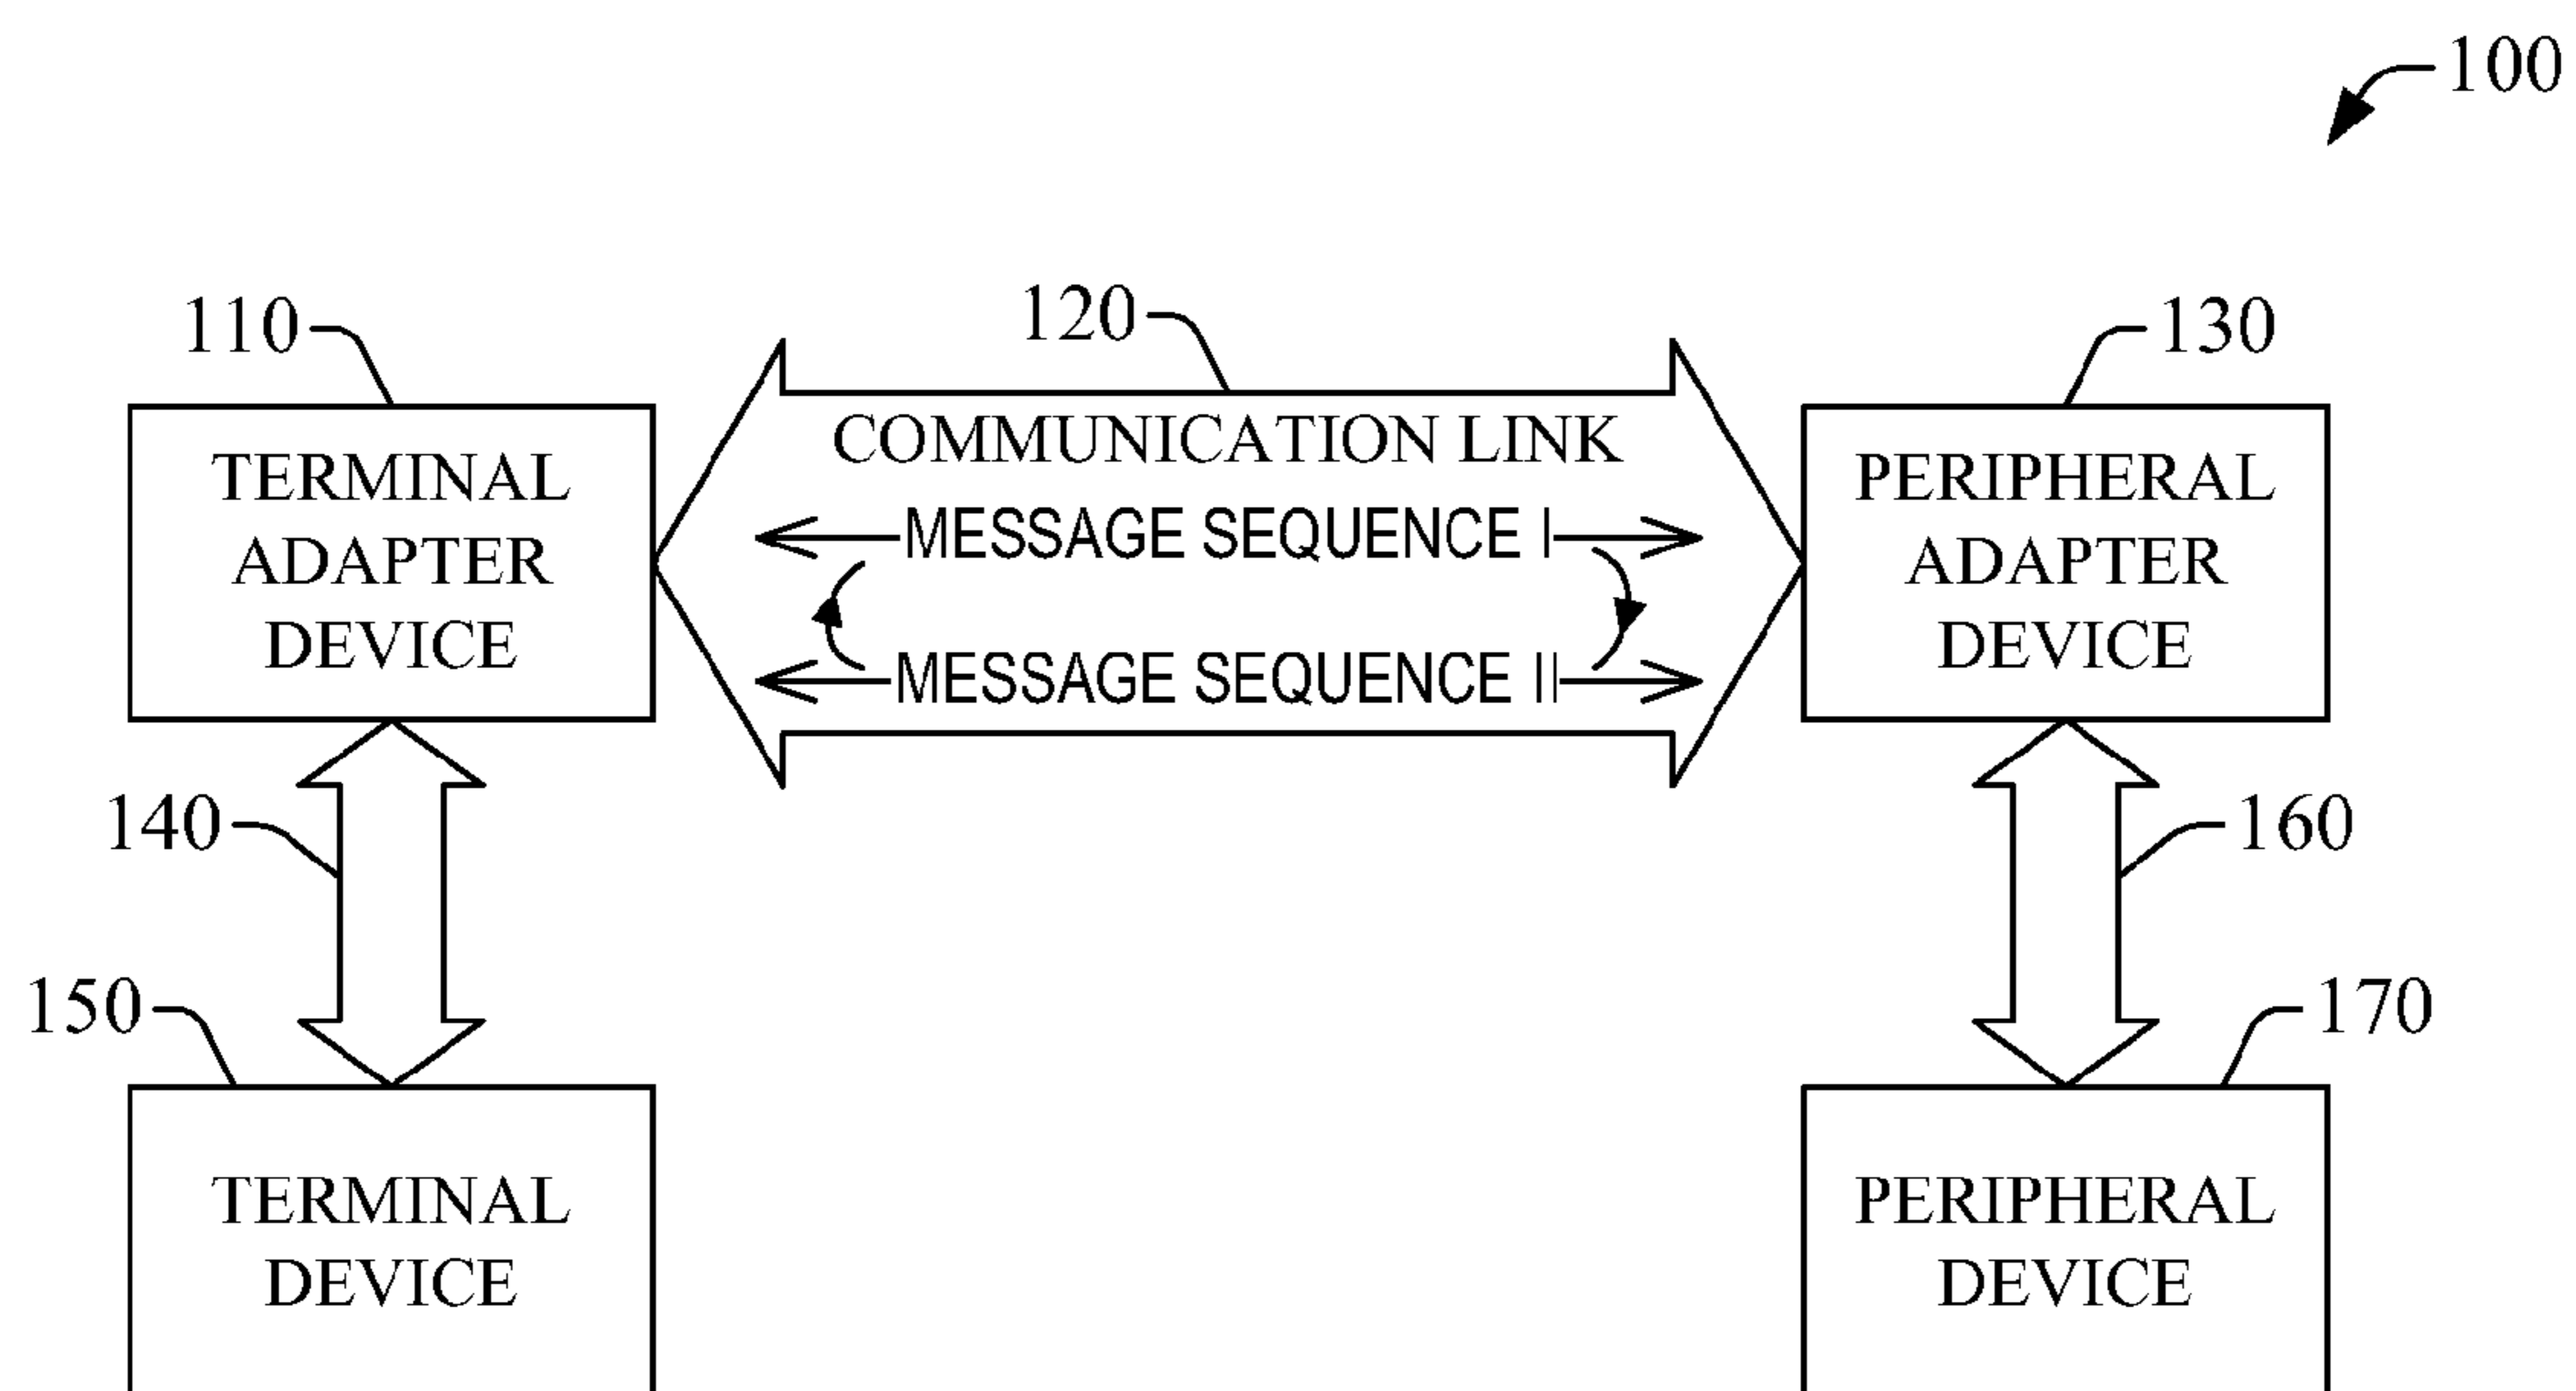 100
110
120
130
TERMINAL
ADAPTER
DEVICE
COMMUNICATION LINK
MESSAGE SEQUENCE I
MESSAGE SEQUENCE II
PERIPHERAL
ADAPTER
DEVICE
140
160
150
170
TERMINAL
DEVICE
PERIPHERAL
DEVICE